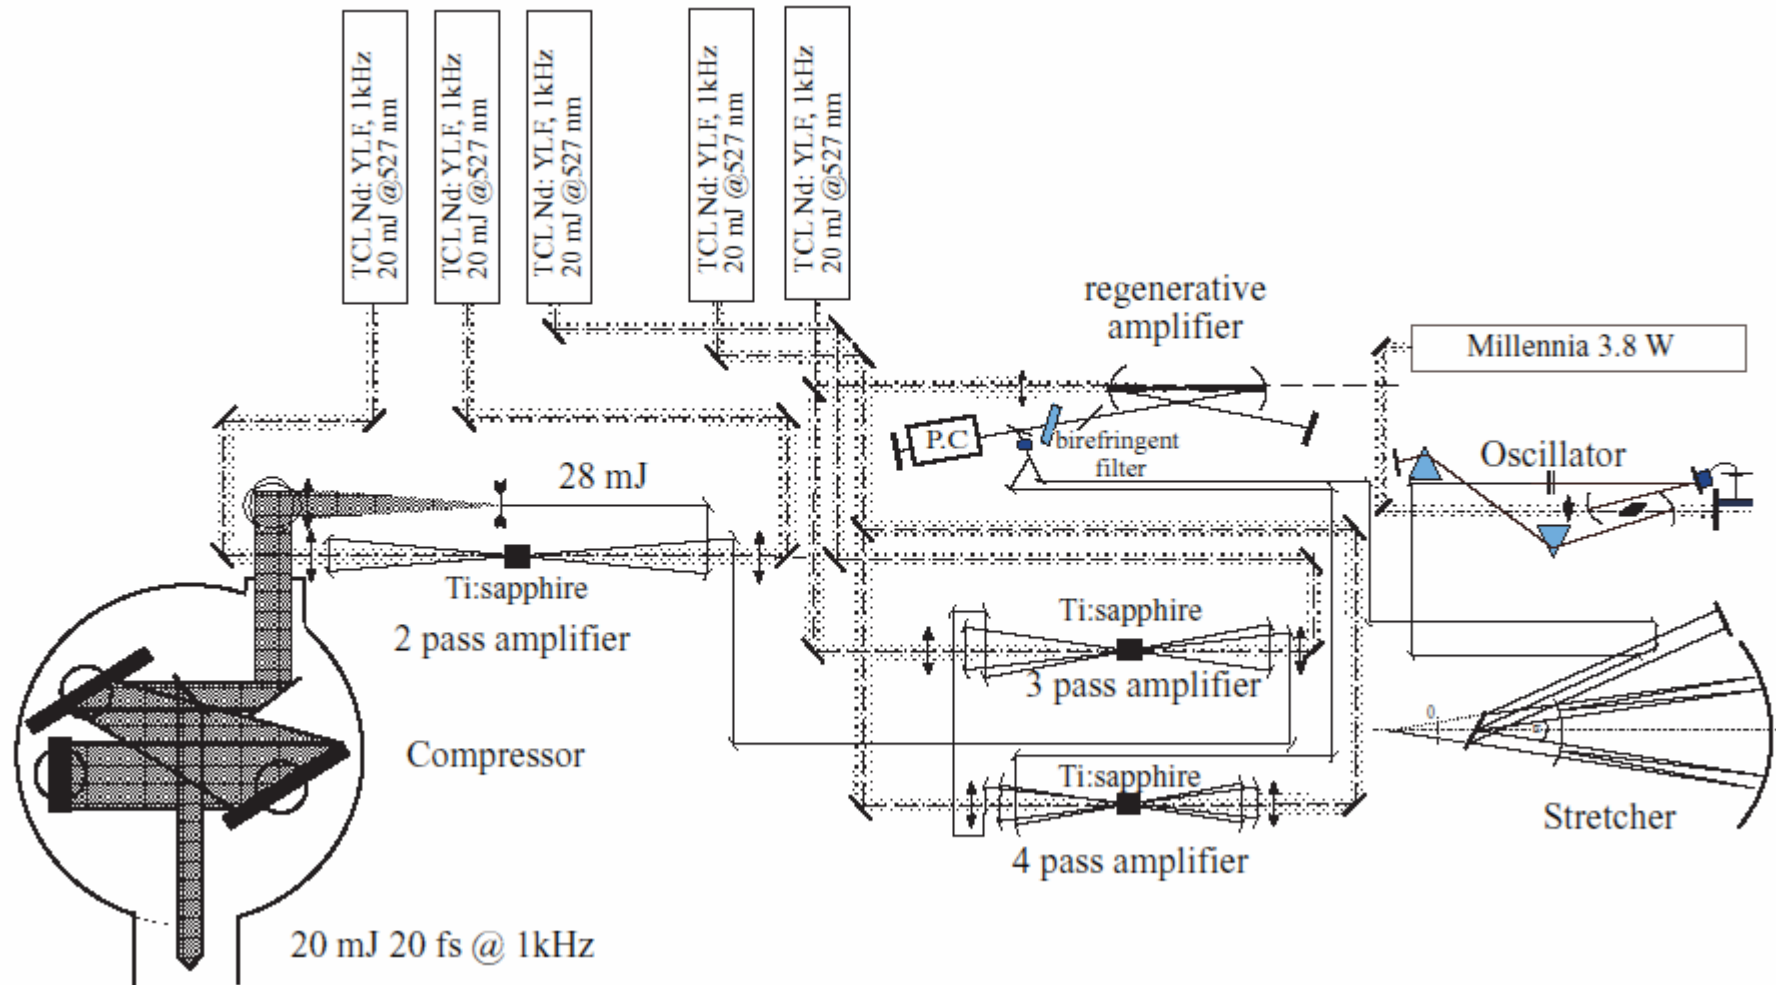 TCL Nd: YLF, 1kHz
20 mJ @527 nm
TCL Nd: YLF, 1kHz
20 mJ @527 nm
TCL Nd: YLF, 1kHz
20 mJ @527 nm
TCL Nd: YLF, 1kHz
20 mJ @527 nm
TCL Nd: YLF, 1kHz
20 mJ @527 nm
regenerative
amplifier
Millennia 3.8 W
P.C
birefringent
filter
Oscillator
28 mJ
Ti:sapphire
2 pass amplifier
Ti:sapphire
3 pass amplifier
Compressor
Ti:sapphire
4 pass amplifier
Stretcher
20 mJ 20 fs @ 1kHz